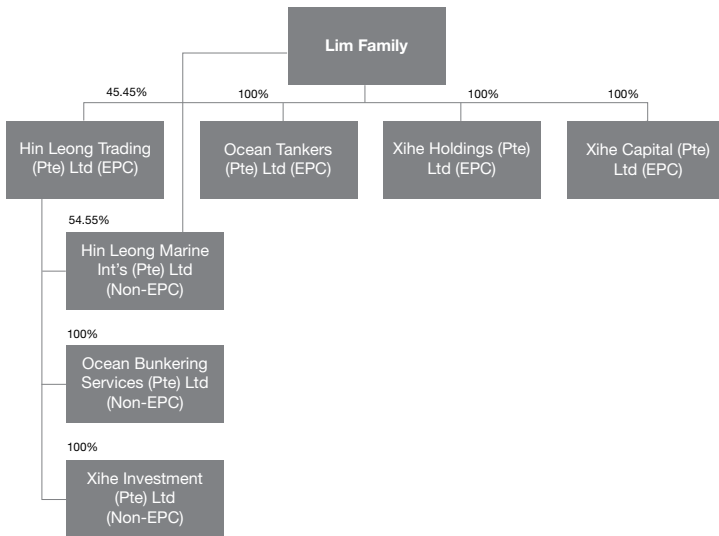 Lim Family
45.45%
100%
100%
100%
Hin Leong Trading
(Pte) Ltd (EPC)
Ocean Tankers
(Pte) Ltd (EPC)
Xihe Holdings (Pte)
Ltd (EPC)
Xihe Capital (Pte)
Ltd (EPC)
54.55%
Hin Leong Marine
Int's (Pte) Ltd
(Non-EPC)
100%
Ocean Bunkering
Services (Pte) Ltd
(Non-EPC)
100%
Xihe Investment
(Pte) Ltd
(Non-EPC)